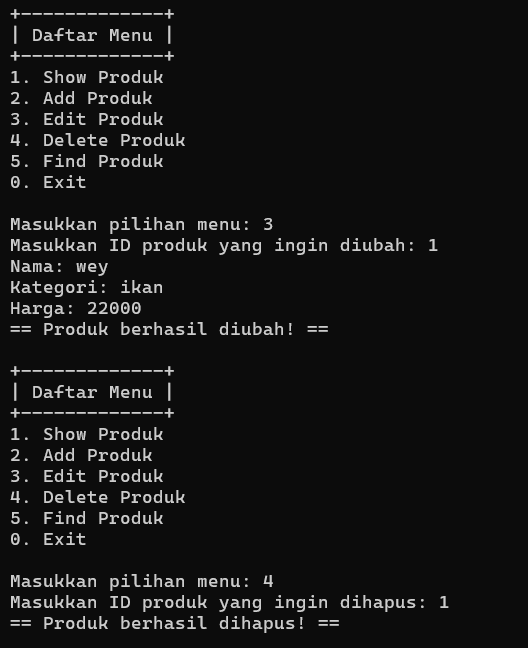 +-------------+
| Daftar Menu |
+-------------+
1. Show Produk
2. Add Produk
3. Edit Produk
4. Delete Produk
5. Find Produk
0. Exit

Masukkan pilihan menu: 3
Masukkan ID produk yang ingin diubah: 1
Nama: wey
Kategori: ikan
Harga: 22000
== Produk berhasil diubah! ==

+-------------+
| Daftar Menu |
+-------------+
1. Show Produk
2. Add Produk
3. Edit Produk
4. Delete Produk
5. Find Produk
0. Exit

Masukkan pilihan menu: 4
Masukkan ID produk yang ingin dihapus: 1
== Produk berhasil dihapus! ==